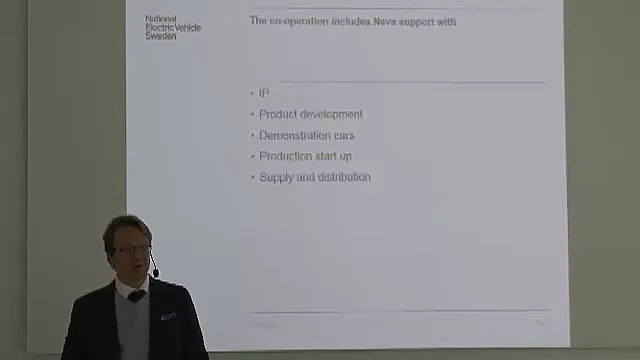 National
Electric Vehicle
Sweden
The co-operation includes Nevs support with
• IP
• Product development
• Demonstration cars
• Production start up
• Supply and distribution